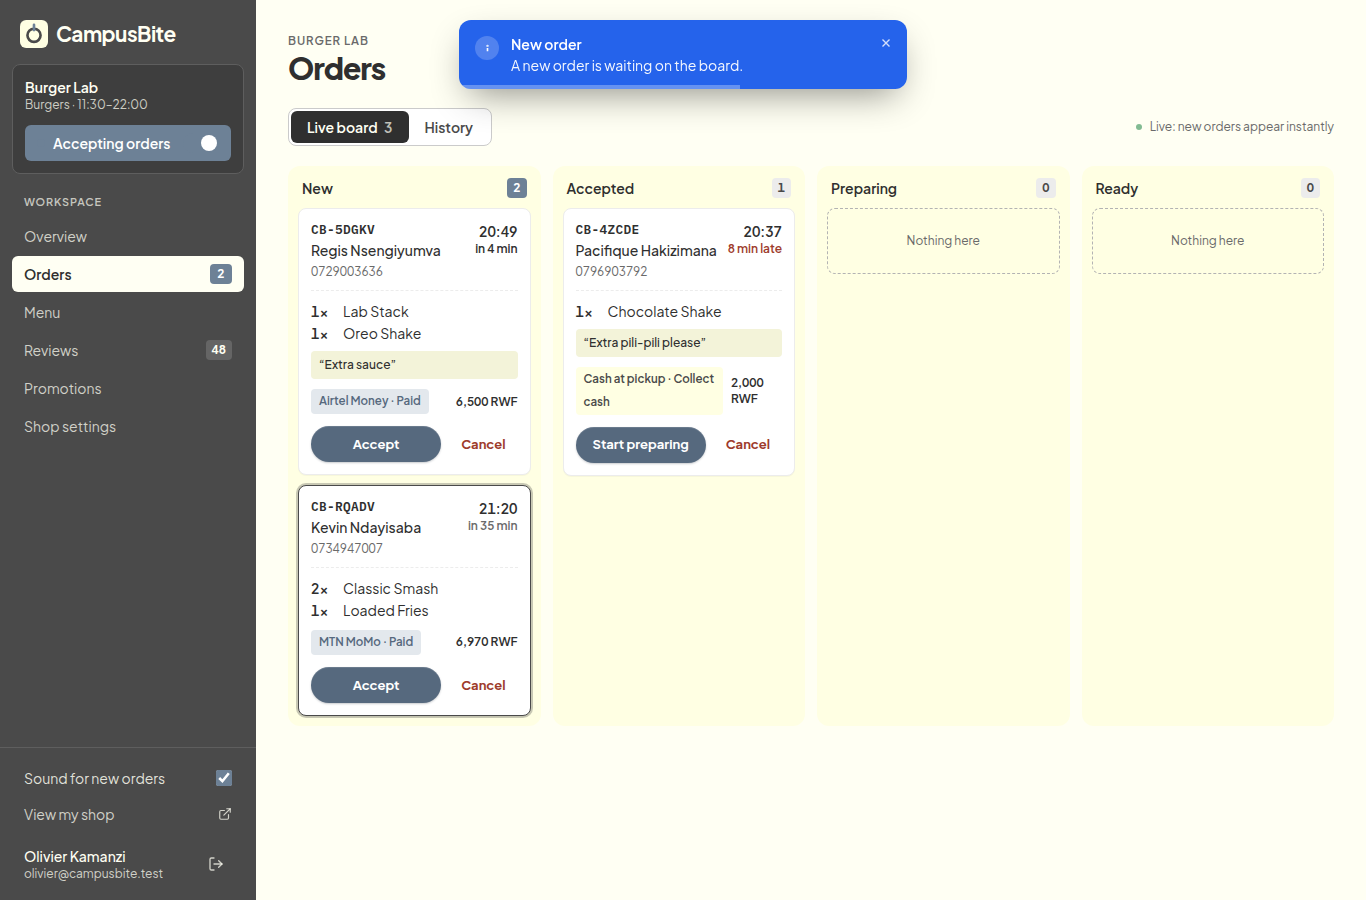 CampusBite
Burger Lab
Burgers · 11:30–22:00
Accepting orders
WORKSPACE
Overview
Orders 2
Menu
Reviews 48
Promotions
Shop settings
Sound for new orders
View my shop
Olivier Kamanzi
olivier@campusbite.test
BURGER LAB
Orders
New order
A new order is waiting on the board.
Live board 3
History
Live: new orders appear instantly
New 2
CB-5DGKV 20:49
Regis Nsengiyumva in 4 min
0729003636
1× Lab Stack
1× Oreo Shake
“Extra sauce”
Airtel Money · Paid 6,500 RWF
Accept Cancel
CB-RQADV 21:20
Kevin Ndayisaba in 35 min
0734947007
2× Classic Smash
1× Loaded Fries
MTN MoMo · Paid 6,970 RWF
Accept Cancel
Accepted 1
CB-4ZCDE 20:37
Pacifique Hakizimana 8 min late
0796903792
1× Chocolate Shake
“Extra pili-pili please”
Cash at pickup · Collect
cash
2,000
RWF
Start preparing Cancel
Preparing 0
Nothing here
Ready 0
Nothing here